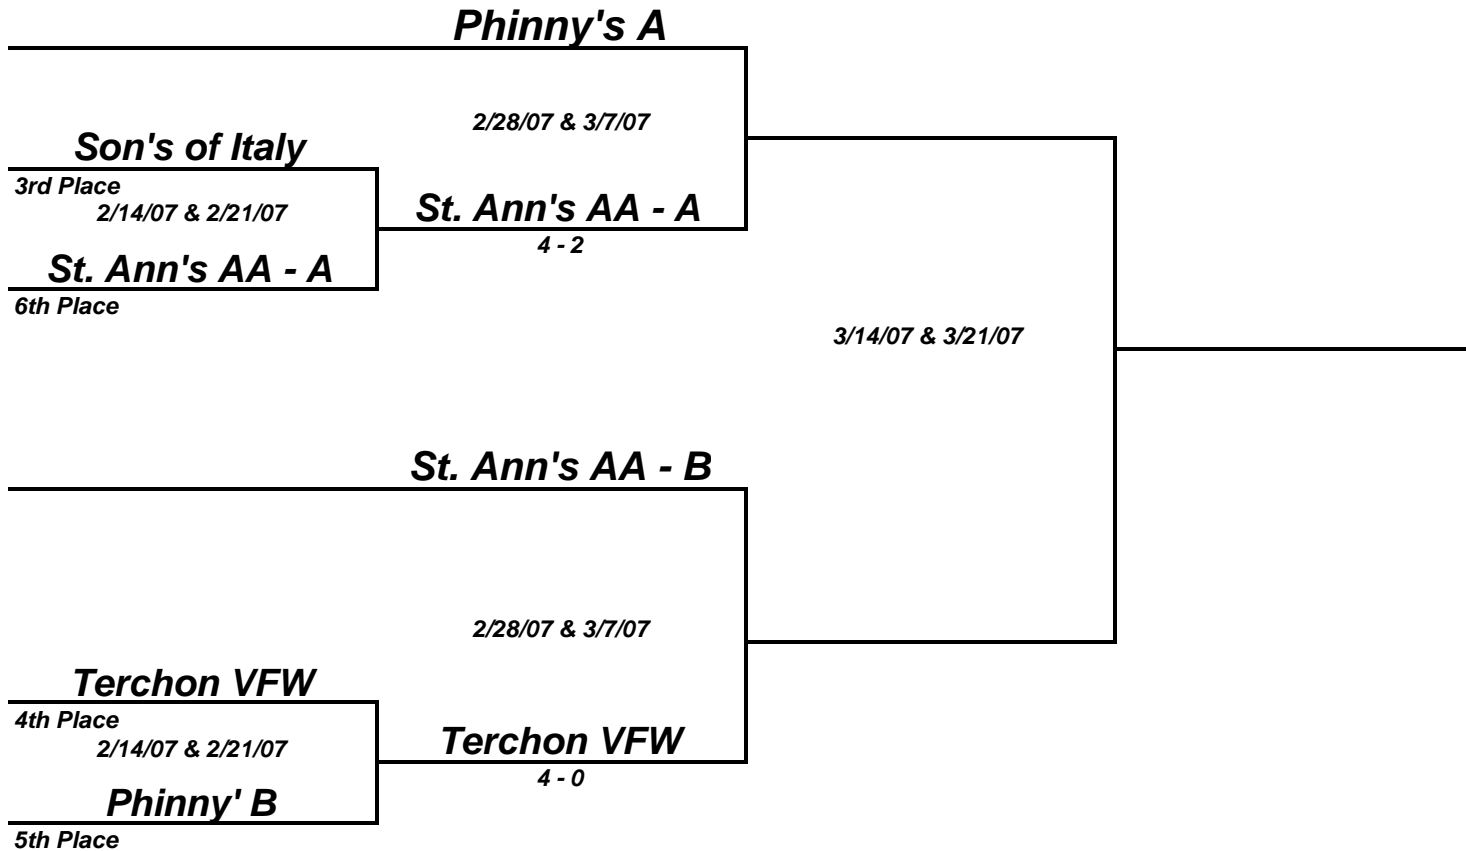 Phinny's A
2/28/07 & 3/7/07
Son's of Italy
3rd Place
2/14/07 & 2/21/07
St. Ann's AA - A
4 - 2
St. Ann's AA - A
6th Place
3/14/07 & 3/21/07
St. Ann's AA - B
2/28/07 & 3/7/07
Terchon VFW
4th Place
2/14/07 & 2/21/07
Terchon VFW
4 - 0
Phinny' B
5th Place